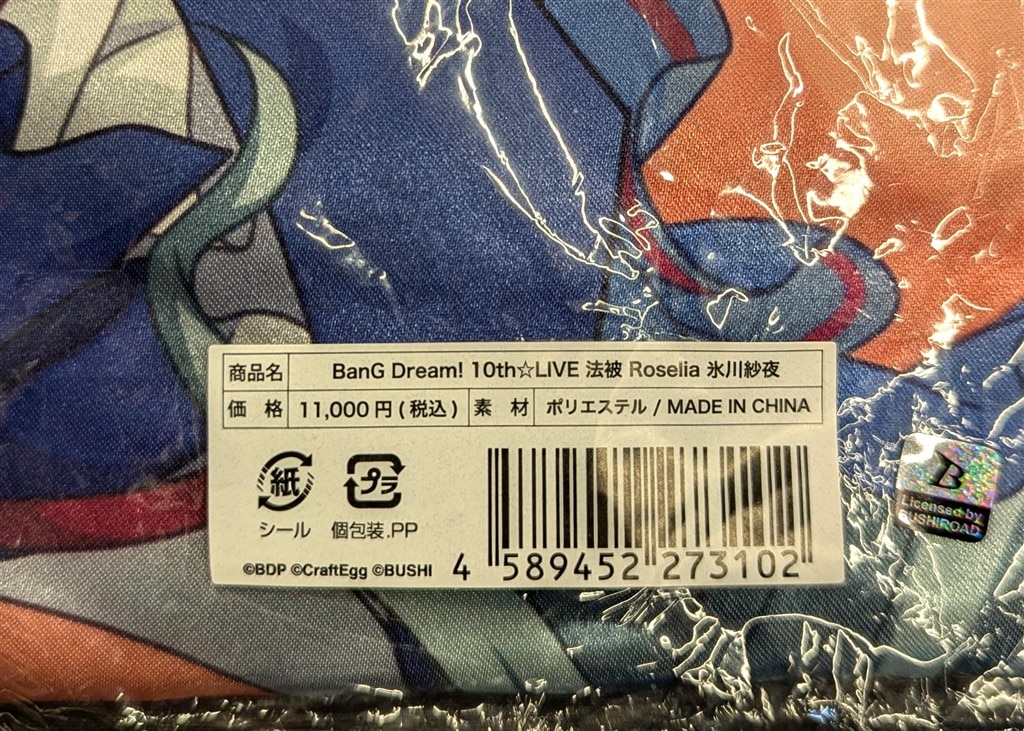 商品名 BanG Dream! 10th☆LIVE 法被 Roselia 氷川紗夜
価 格 11,000円(税込) 素 材 ポリエステル / MADE IN CHINA
紙 プラ
シール 個包装.PP
©BDP ©CraftEgg ©BUSHI
4 589452 273102
B
Licensed by
BUSHIROAD